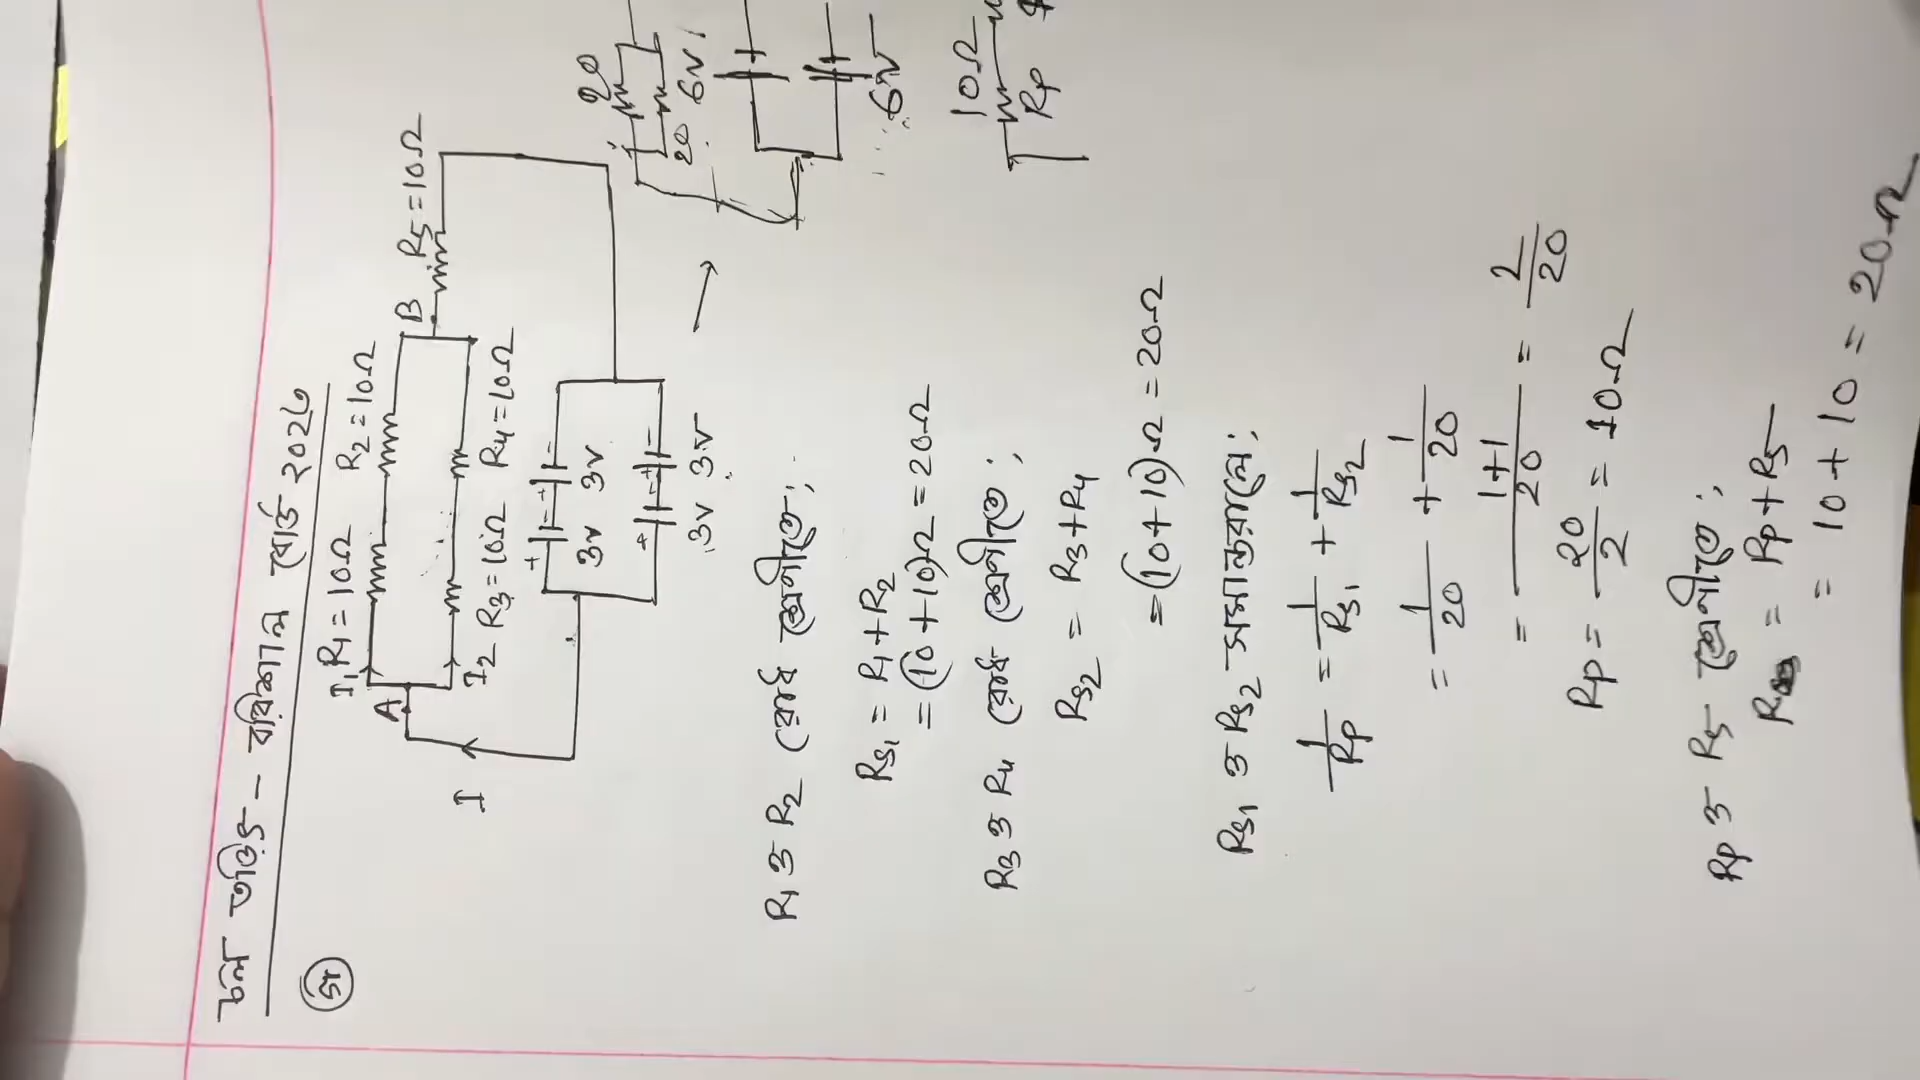 চল তড়িৎ - বরিশাল বোর্ড ২০২৬
গ
I₁ R₁ = 10Ω R₂ = 10Ω
A B R₅ = 10Ω
I₂ R₃ = 10Ω R₄ = 10Ω
I
3v 3v
3v 3v
20
20
6v
6v
10Ω
Rp
R₁ ও R₂ রোধ শ্রেণীতে;
Rs₁ = R₁ + R₂
= (10 + 10)Ω = 20Ω
R₃ ও R₄ রোধ শ্রেণীতে;
Rs₂ = R₃ + R₄
= (10 + 10)Ω = 20Ω
Rs₁ ও Rs₂ সমান্তরালে;
1/Rp = 1/Rs₁ + 1/Rs₂
= 1/20 + 1/20
= 1+1/20 = 2/20
Rp = 20/2 = 10Ω
Rp ও R₅ শ্রেণীতে;
= Rp + R₅
= 10 + 10 = 20Ω